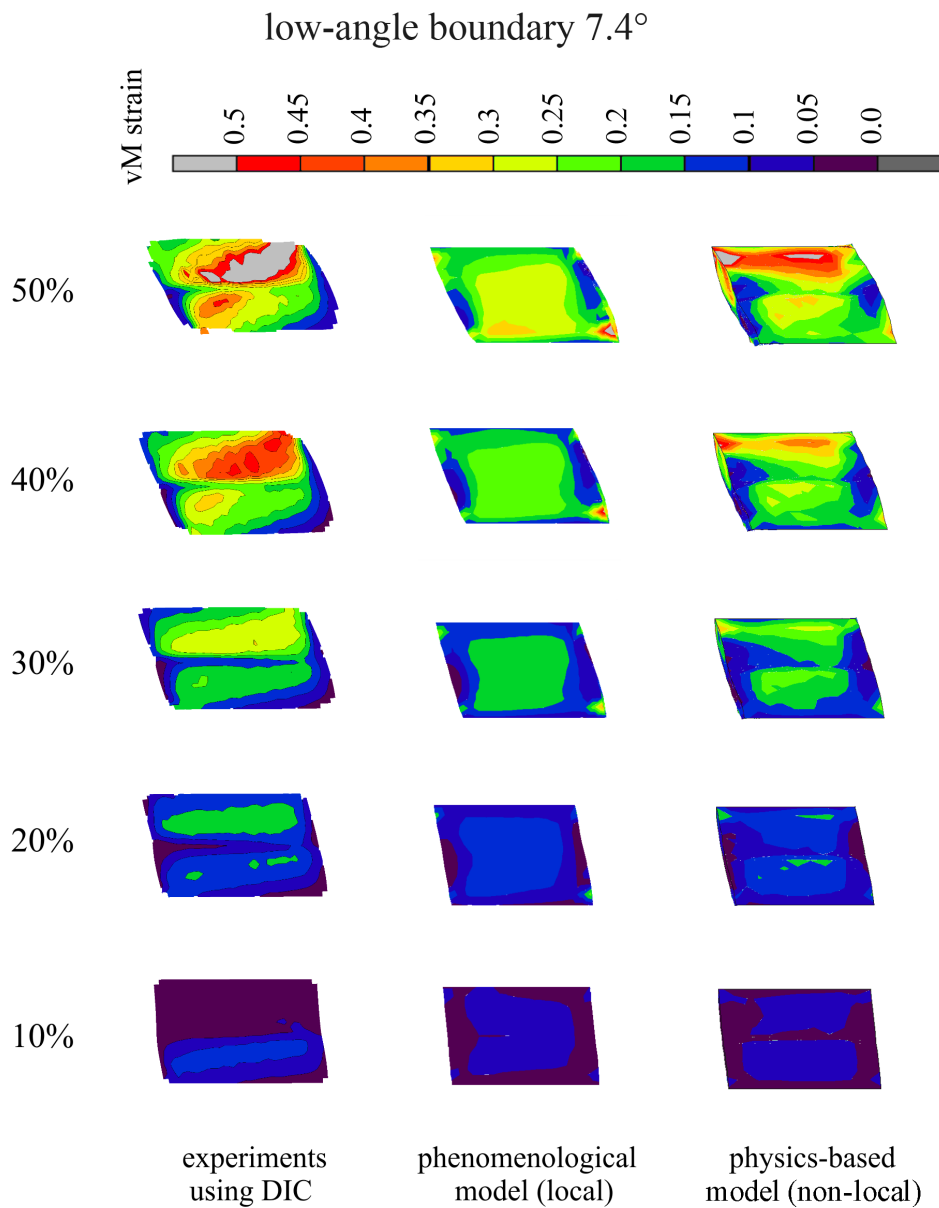 low-angle boundary 7.4°
vM strain
0.5
0.45
0.4
0.35
0.3
0.25
0.2
0.15
0.1
0.05
0.0
50%
40%
30%
20%
10%
experiments
using DIC
phenomenological
model (local)
physics-based
model (non-local)